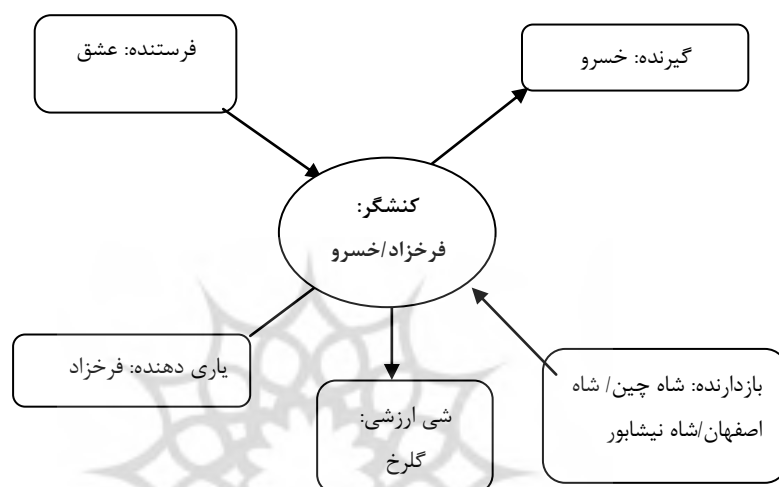 فرستنده: عشق
گیرنده: خسرو
کنشگر:
فرخزاد/خسرو
یاری دهنده: فرخزاد
شی ارزشی:
گلرخ
بازدارنده: شاه چین/ شاه
اصفهان/شاه نیشابور